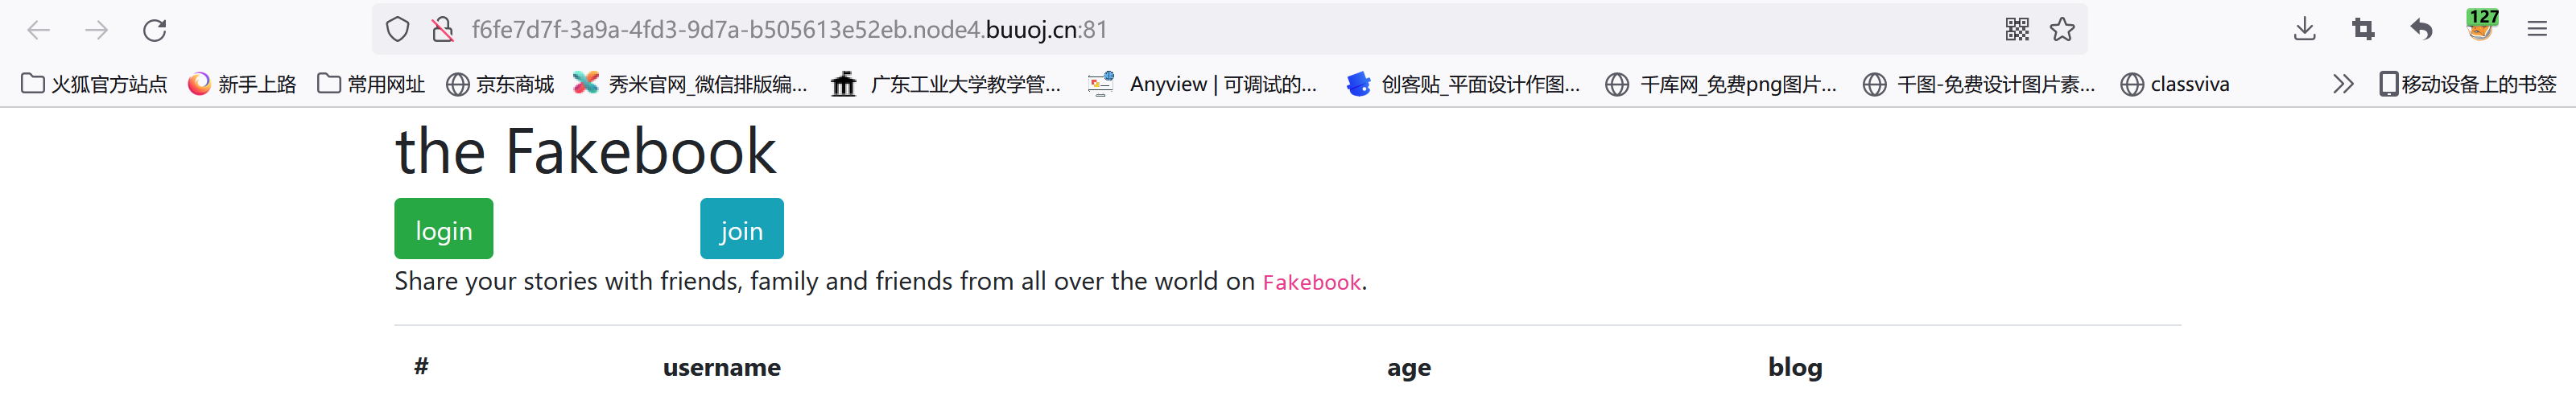 f6fe7d7f-3a9a-4fd3-9d7a-b505613e52eb.node4.buuoj.cn:81
127
火狐官方站点 新手上路 常用网址 京东商城 秀米官网_微信排版编... 广东工业大学教学管... Anyview | 可调试的... 创客贴_平面设计作图... 千库网_免费png图片... 千图-免费设计图片素... classviva 移动设备上的书签
the Fakebook
login join
Share your stories with friends, family and friends from all over the world on Fakebook.
# username age blog